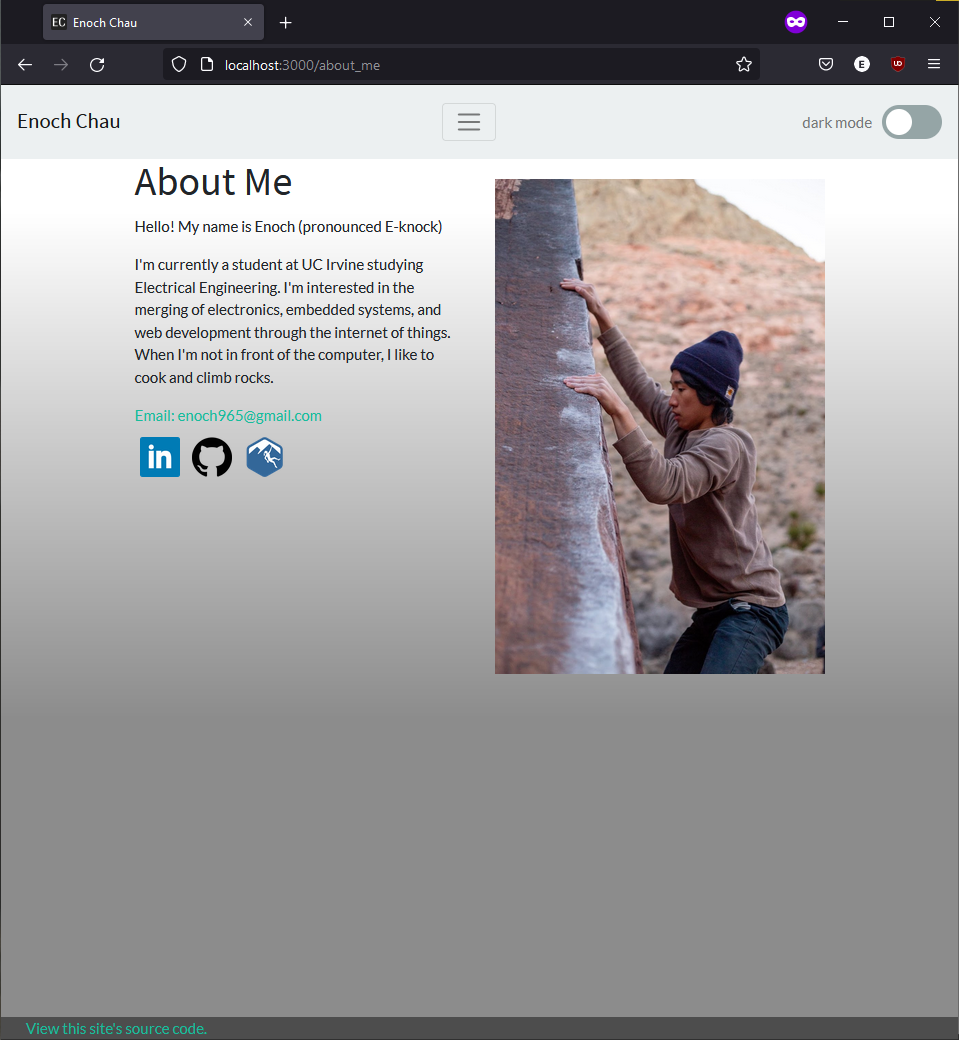 EC Enoch Chau
localhost:3000/about_me
E
Enoch Chau
dark mode
About Me
Hello! My name is Enoch (pronounced E-knock)
I'm currently a student at UC Irvine studying
Electrical Engineering. I'm interested in the
merging of electronics, embedded systems, and
web development through the internet of things.
When I'm not in front of the computer, I like to
cook and climb rocks.
Email: enoch965@gmail.com
in
View this site's source code.